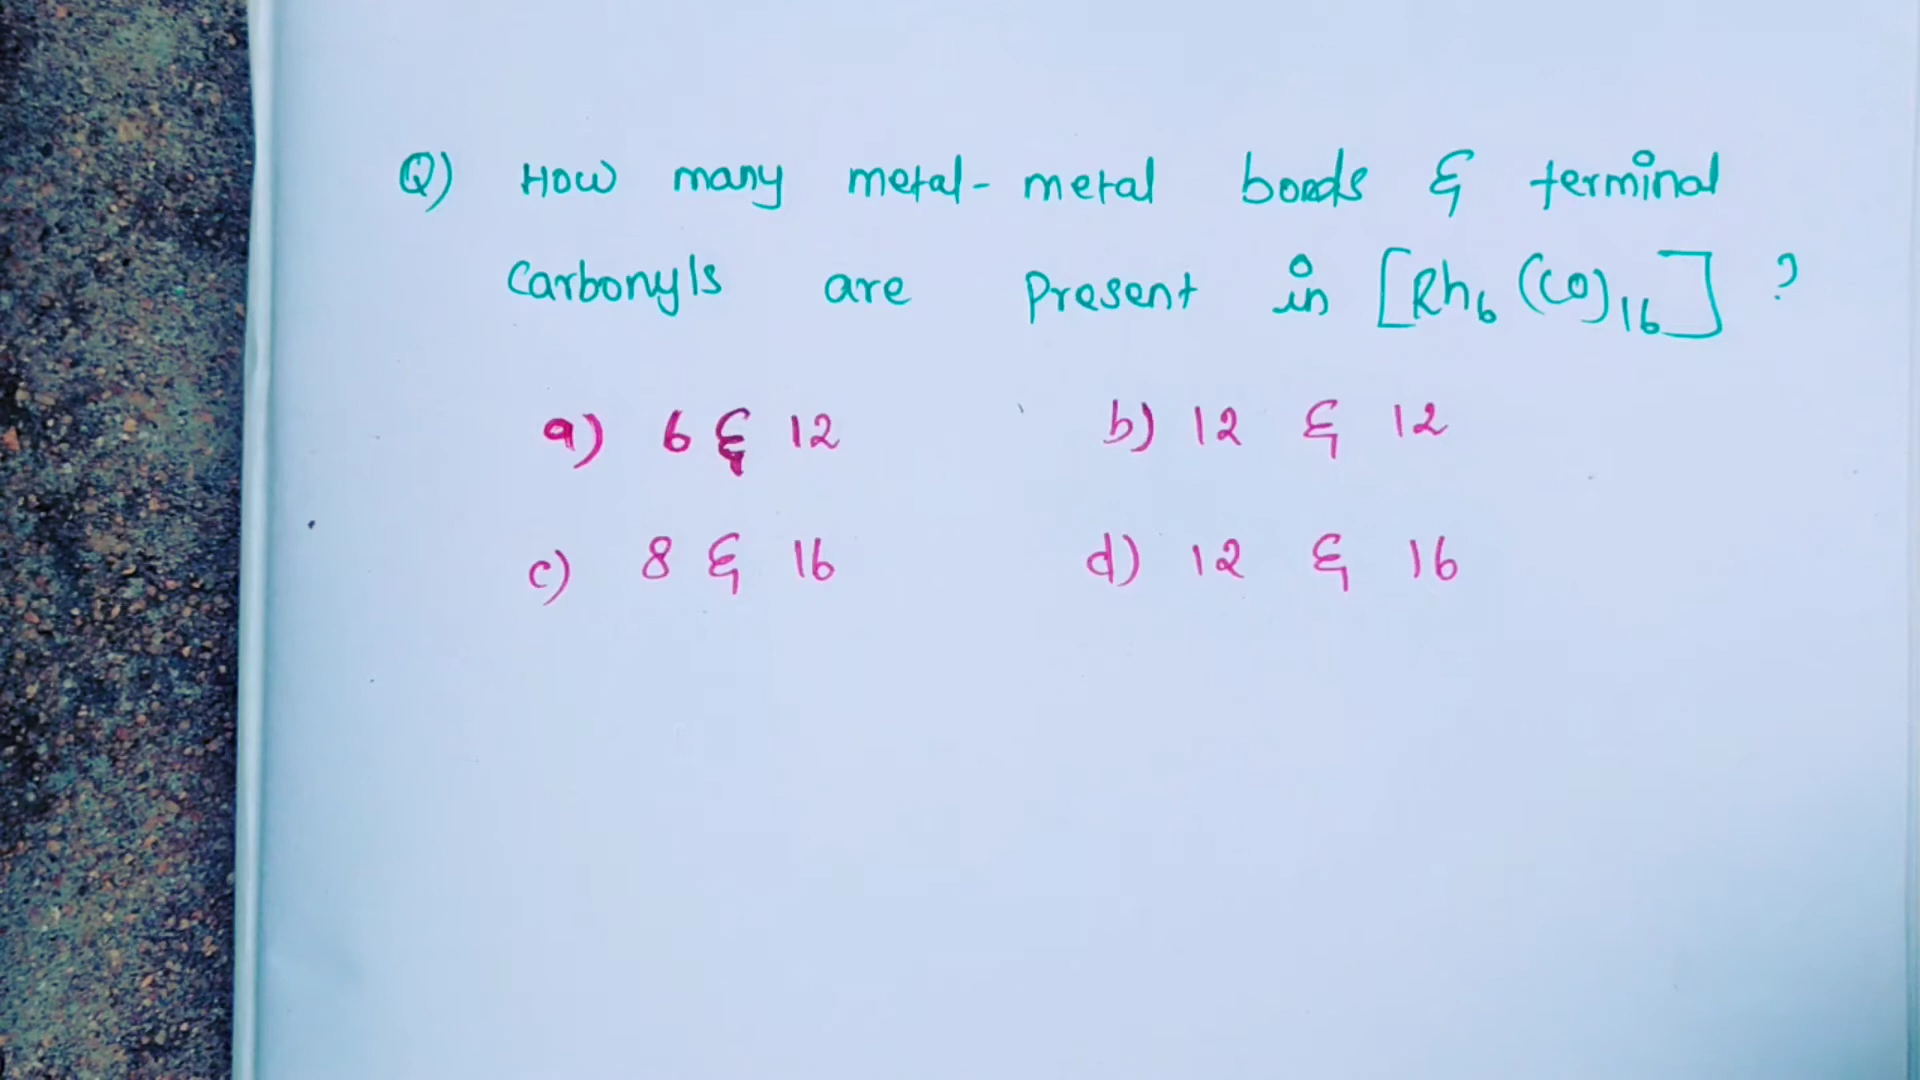 Q) How many metal-metal bonds & terminal
Carbonyls are Present in [Rh₆(CO)₁₆] ?
a) 6 & 12 b) 12 & 12
c) 8 & 16 d) 12 & 16